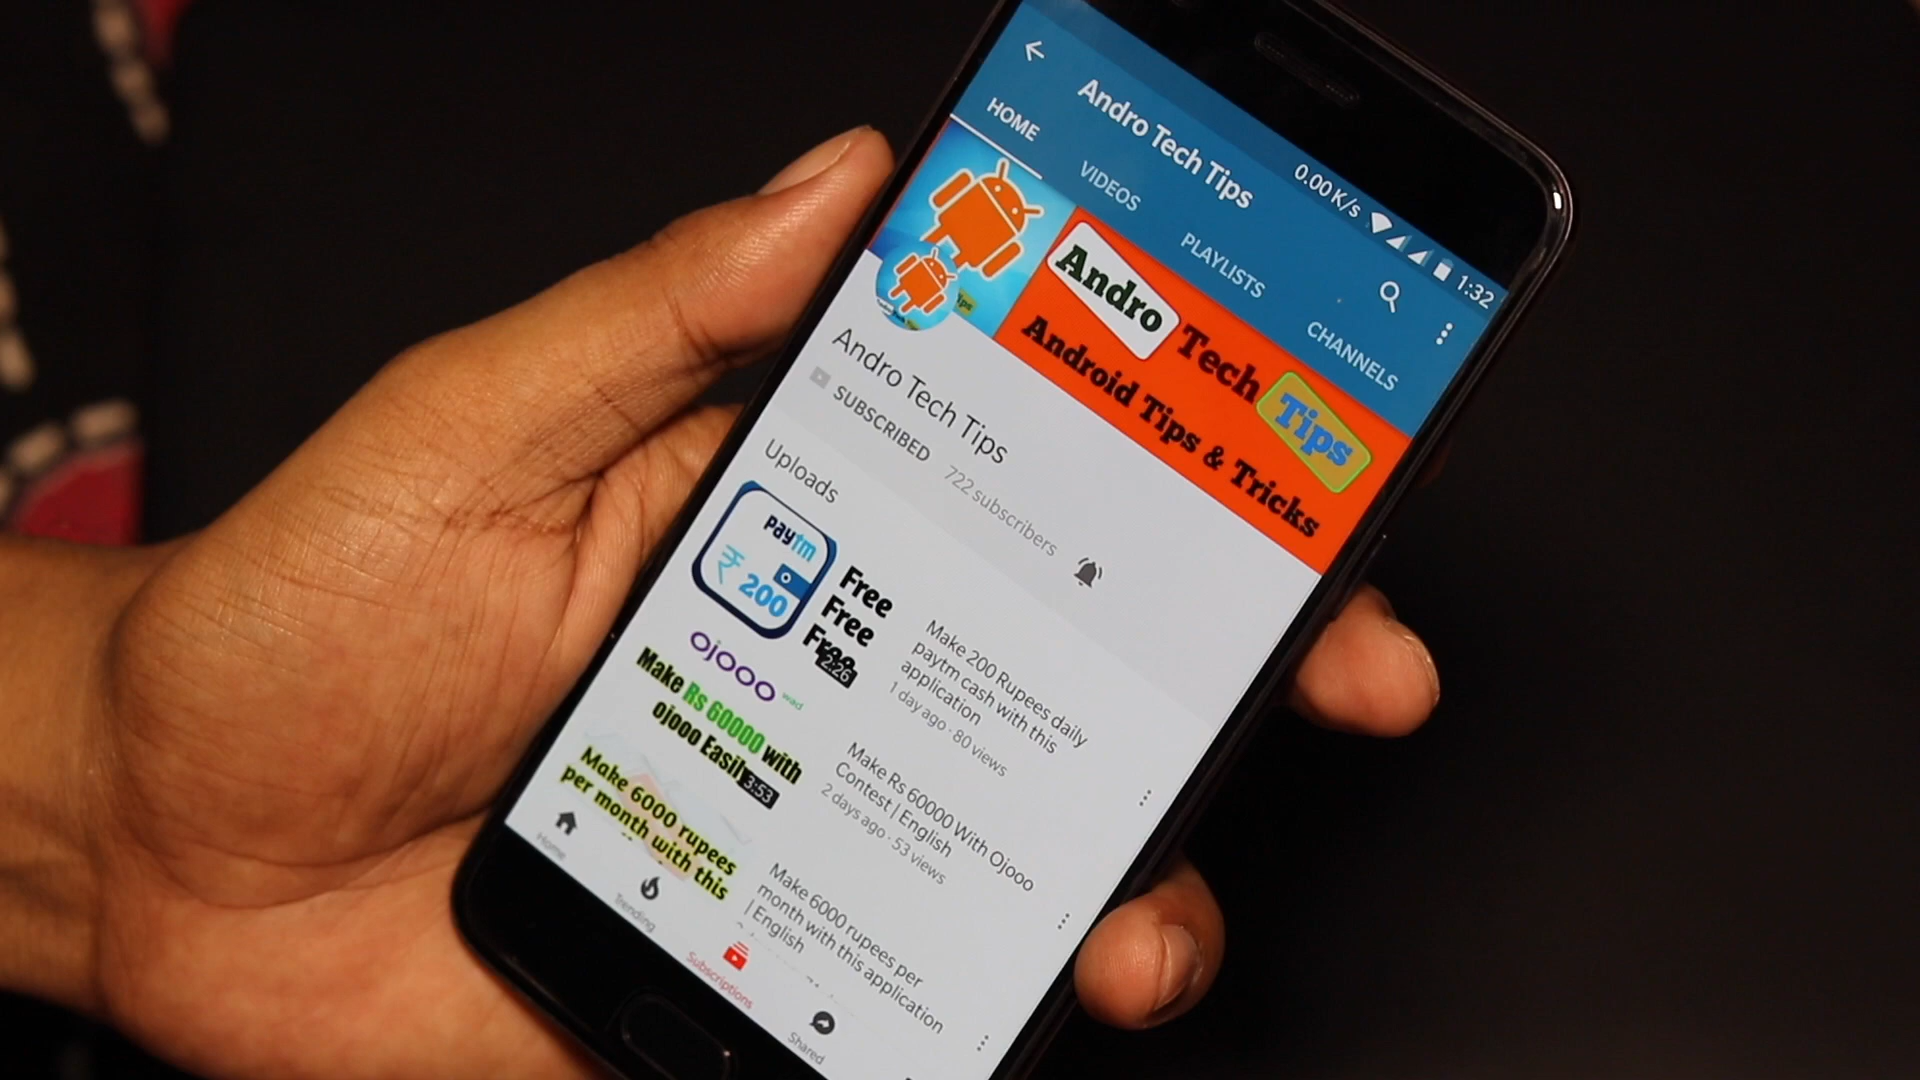 0.00K/s
1:32
Andro Tech Tips
HOME
VIDEOS
PLAYLISTS
CHANNELS
Andro Tech Tips
Android Tips & Tricks
Andro Tech Tips
SUBSCRIBED
722 subscribers
Uploads
paytm
₹ 200
Free
Free
Free
2:26
Make 200 Rupees daily
paytm cash with this
application
1 day ago · 80 views
ojooo
wad
Make Rs 60000 with
ojooo Easily
3:53
Make Rs 60000 With Ojooo
Contest | English
2 days ago · 53 views
Make 6000 rupees
per month with this
Make 6000 rupees per
month with this application
| English
Home
Trending
Subscriptions
Shared